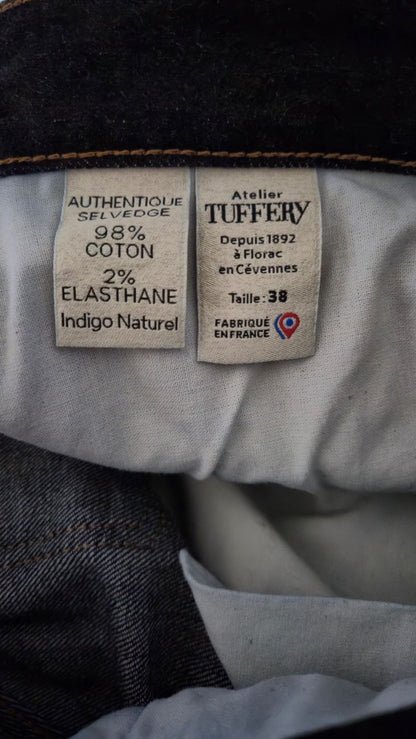 AUTHENTIQUE
SELVEDGE
98%
COTON
2%
ELASTHANE
Indigo Naturel
Atelier
TUFFERY
Depuis 1892
à Florac
en Cévennes
Taille: 38
FABRIQUÉ
EN FRANCE